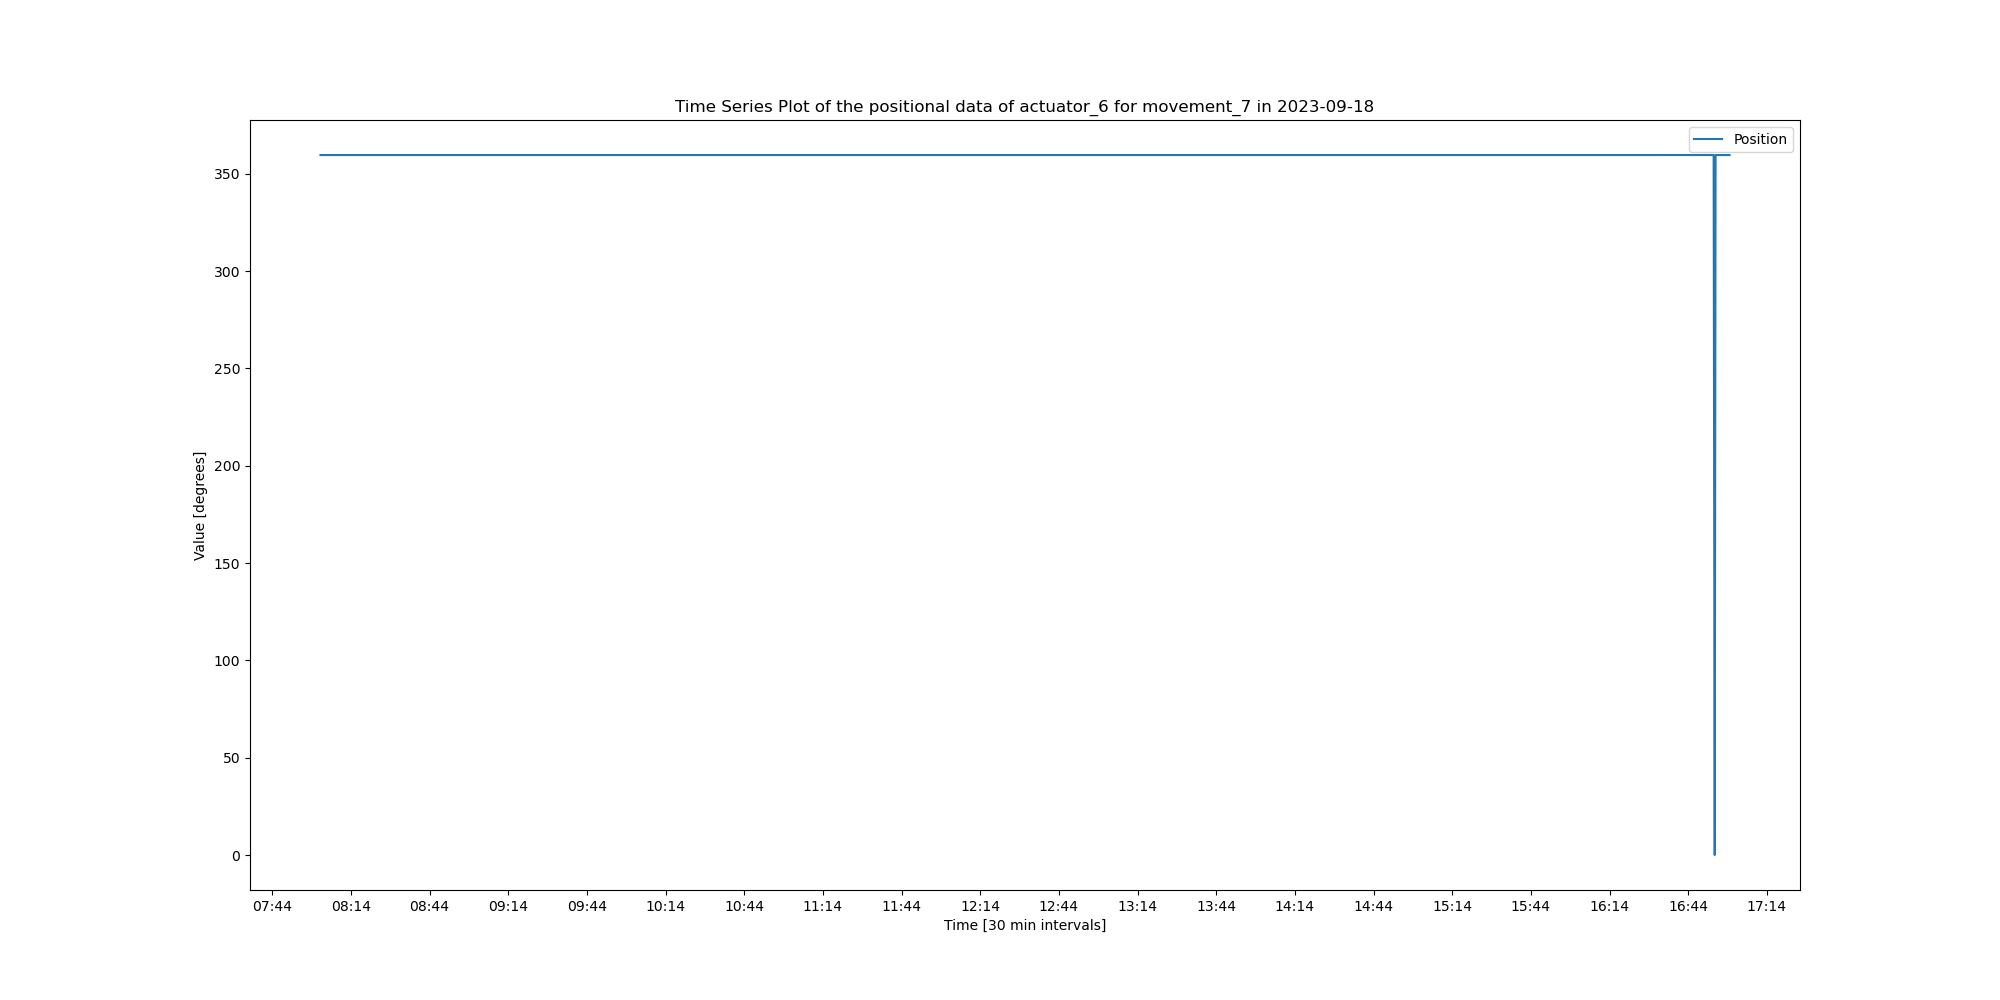 Time Series Plot of the positional data of actuator_6 for movement_7 in 2023-09-18
Position
350
300
250
200
150
100
50
0
Value [degrees]
07:44 08:14 08:44 09:14 09:44 10:14 10:44 11:14 11:44 12:14 12:44 13:14 13:44 14:14 14:44 15:14 15:44 16:14 16:44 17:14
Time [30 min intervals]